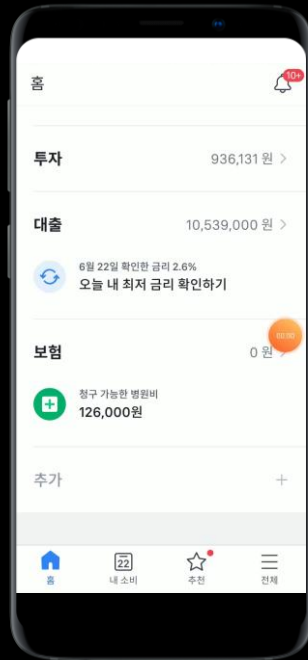 홈
10+
투자
936,131 원 >
대출
10,539,000 원 >
6월 22일 확인한 금리 2.6%
오늘 내 최저 금리 확인하기
보험
0 원 >
00:00
청구 가능한 병원비
126,000원
추가 +
22
홈
내 소비
추천
전체